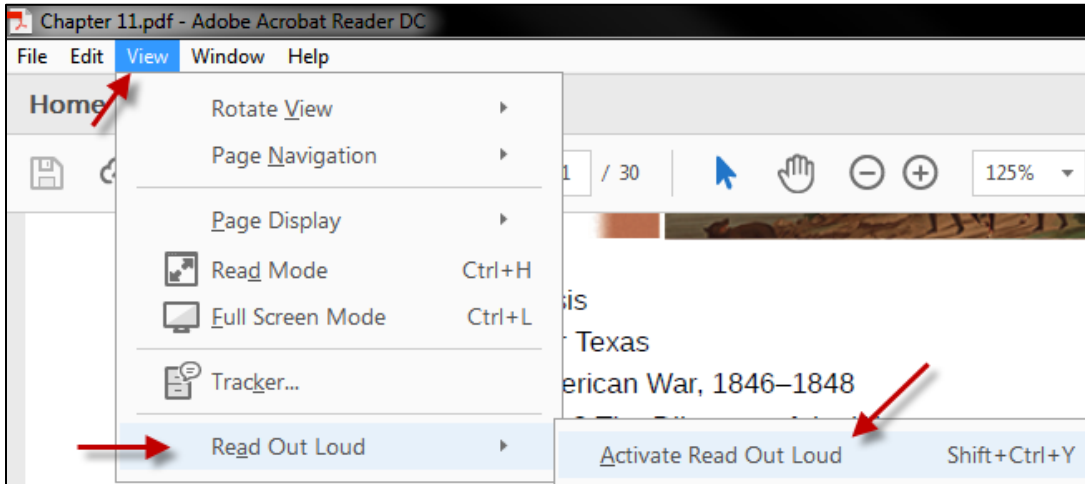 Chapter 11.pdf - Adobe Acrobat Reader DC
File Edit View Window Help
Home
Rotate View
Page Navigation
1 / 30 125%
Page Display
Read Mode Ctrl+H
Full Screen Mode Ctrl+L
sis
Texas
Tracker...
erican War, 1846–1848
Read Out Loud
Activate Read Out Loud Shift+Ctrl+Y